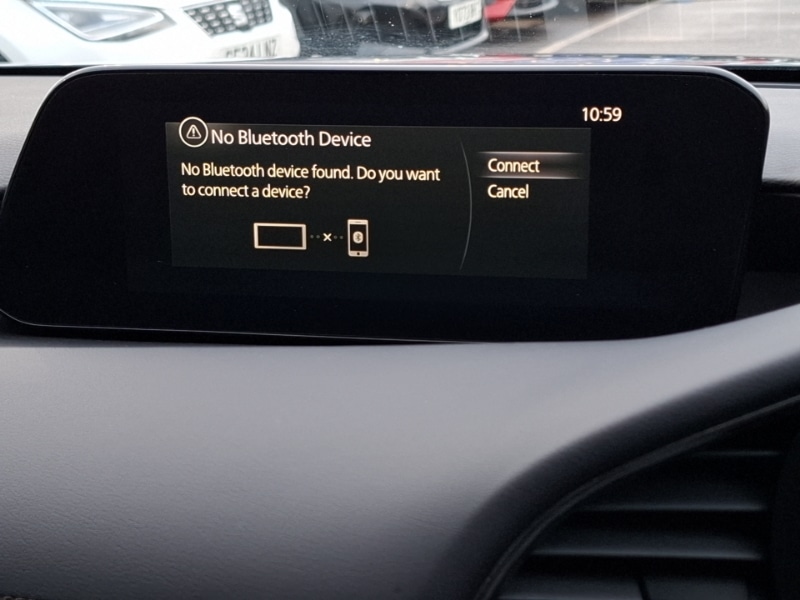 10:59
No Bluetooth Device
No Bluetooth device found. Do you want
to connect a device?
Connect
Cancel